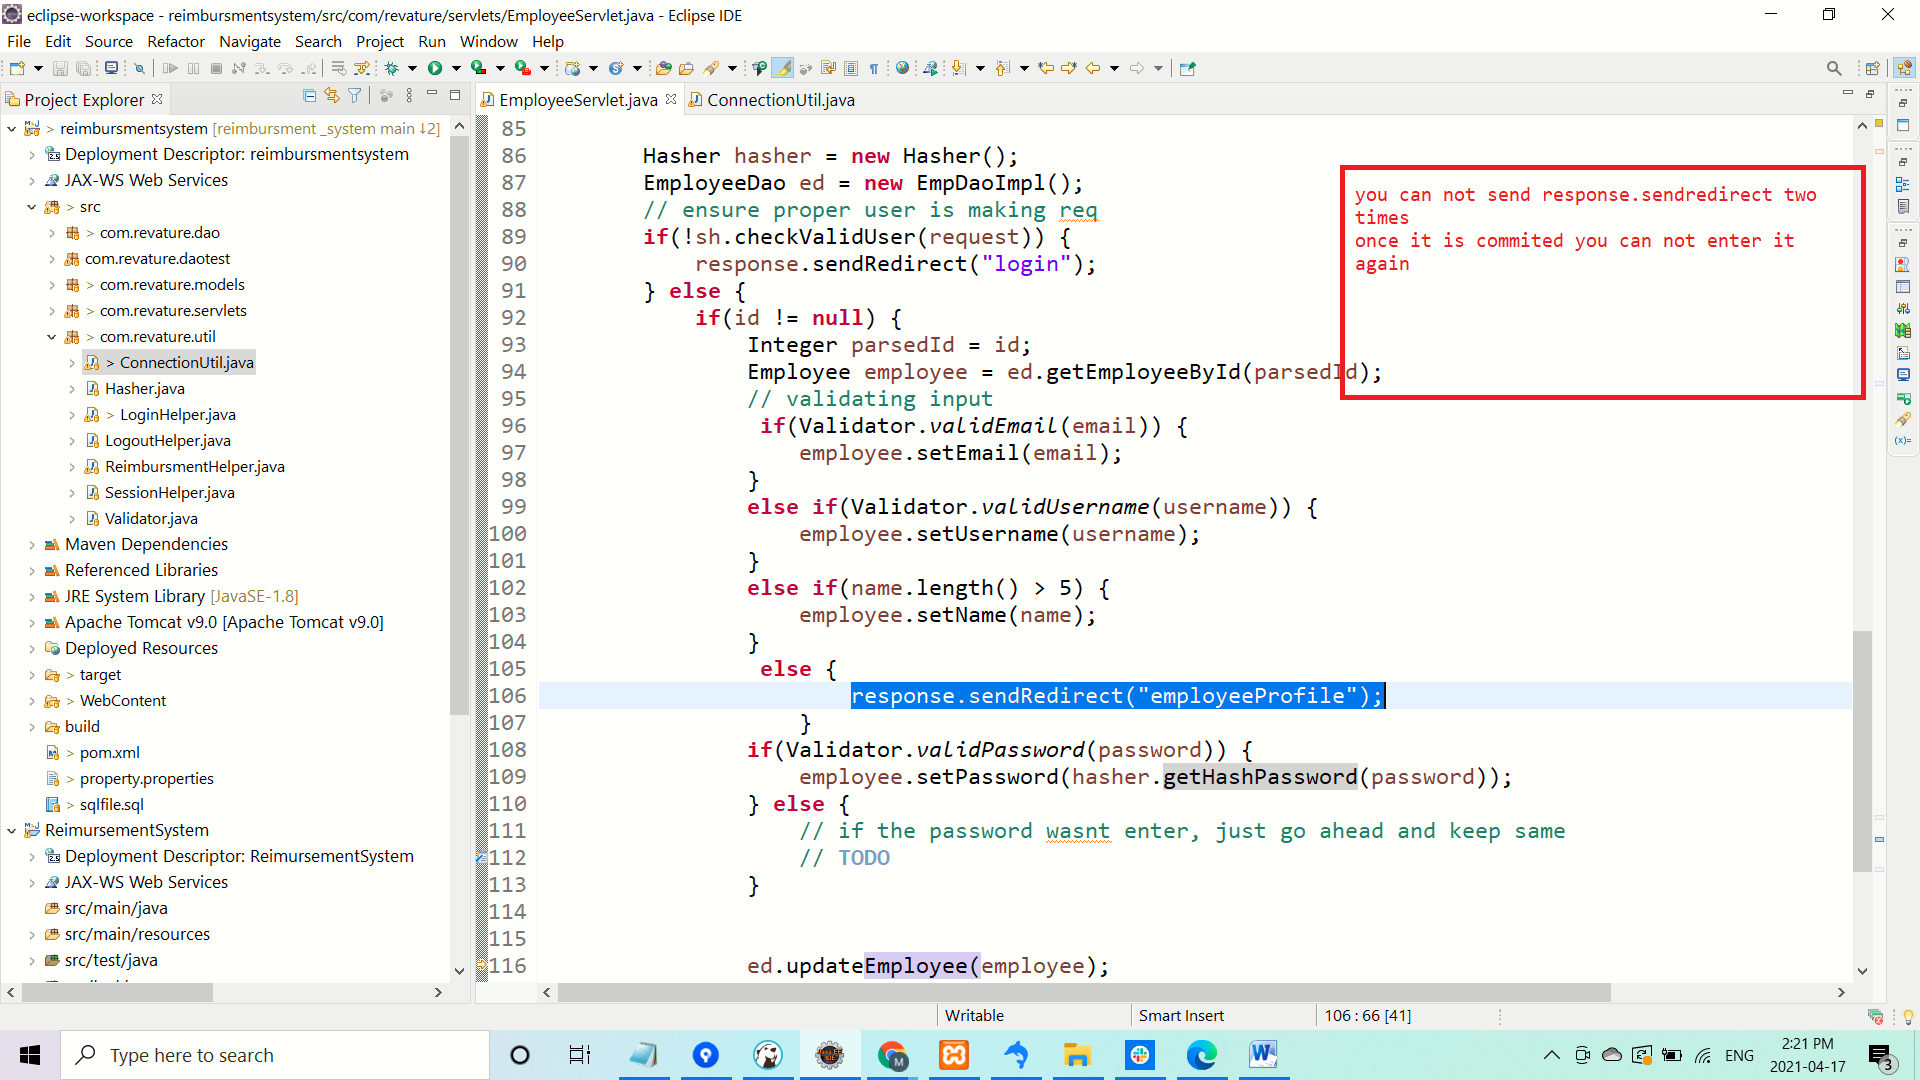 eclipse-workspace - reimbursmentsystem/src/com/revature/servlets/EmployeeServlet.java - Eclipse IDE
File Edit Source Refactor Navigate Search Project Run Window Help
Project Explorer
EmployeeServlet.java
ConnectionUtil.java
> reimbursmentsystem [reimbursment _system main ↓2]
Deployment Descriptor: reimbursmentsystem
JAX-WS Web Services
> src
> com.revature.dao
com.revature.daotest
> com.revature.models
> com.revature.servlets
> com.revature.util
> ConnectionUtil.java
Hasher.java
> LoginHelper.java
LogoutHelper.java
ReimbursmentHelper.java
SessionHelper.java
Validator.java
Maven Dependencies
Referenced Libraries
JRE System Library [JavaSE-1.8]
Apache Tomcat v9.0 [Apache Tomcat v9.0]
Deployed Resources
> target
> WebContent
build
> pom.xml
> property.properties
> sqlfile.sql
ReimursementSystem
Deployment Descriptor: ReimursementSystem
JAX-WS Web Services
src/main/java
src/main/resources
src/test/java
85
86 Hasher hasher = new Hasher();
87 EmployeeDao ed = new EmpDaoImpl();
88 // ensure proper user is making req
89 if(!sh.checkValidUser(request)) {
90 response.sendRedirect("login");
91 } else {
92 if(id != null) {
93 Integer parsedId = id;
94 Employee employee = ed.getEmployeeById(parsedId);
95 // validating input
96 if(Validator.validEmail(email)) {
97 employee.setEmail(email);
98 }
99 else if(Validator.validUsername(username)) {
100 employee.setUsername(username);
101 }
102 else if(name.length() > 5) {
103 employee.setName(name);
104 }
105 else {
106 response.sendRedirect("employeeProfile");
107 }
108 if(Validator.validPassword(password)) {
109 employee.setPassword(hasher.getHashPassword(password));
110 } else {
111 // if the password wasnt enter, just go ahead and keep same
112 // TODO
113 }
114
115
116 ed.updateEmployee(employee);
you can not send response.sendredirect two
times
once it is commited you can not enter it
again
Writable
Smart Insert
106 : 66 [41]
Type here to search
ENG
2:21 PM
2021-04-17
3